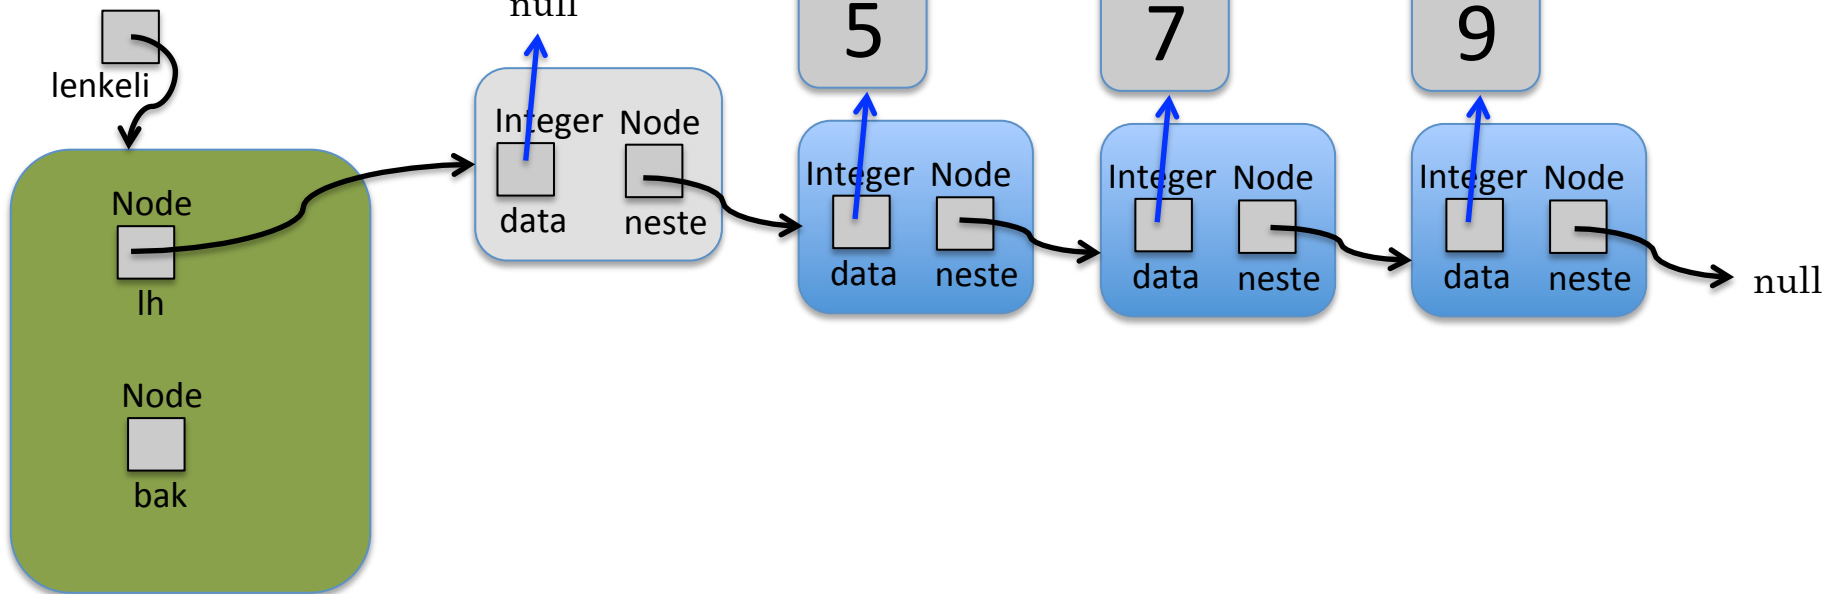 null
5
7
9
lenkeli
Integer Node
data neste
Integer Node
data neste
Integer Node
data neste
Integer Node
data neste
null
Node
lh
Node
bak